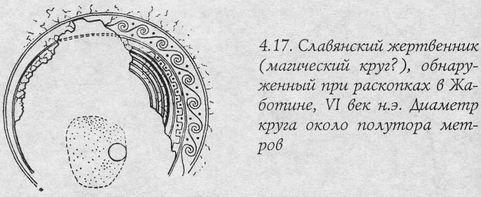 4.17. Славянский жертвенник
(магический круг?), обнару-
женный при раскопках в Жа-
ботине, VI век н.э. Диаметр
круга около полутора мет-
ров